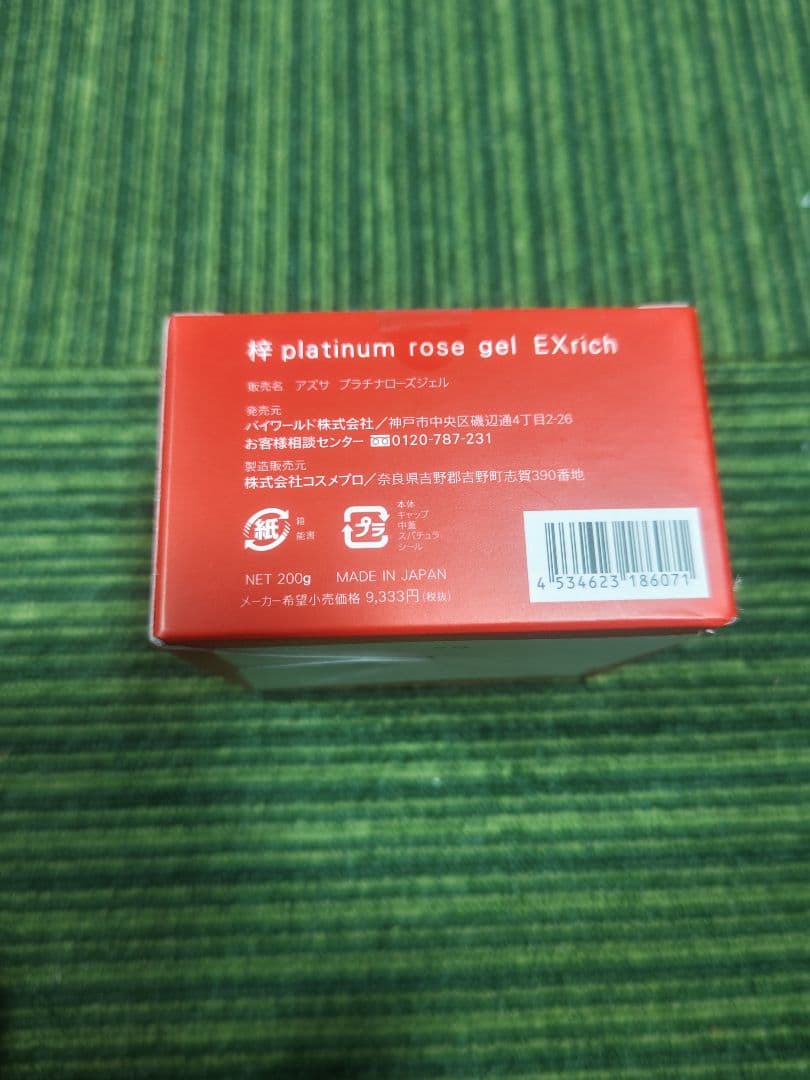 梓 platinum rose gel EXrich
販売名 アズサ プラチナローズジェル
発売元
バイワールド株式会社／神戸市中央区磯辺通4丁目2-26
お客様相談センター 0120-787-231
製造販売元
株式会社コスメプロ／奈良県吉野郡吉野町志賀390番地
紙
箱
能書
プラ
本体
キャップ
中蓋
スパチュラ
シール
NET 200g MADE IN JAPAN
メーカー希望小売価格 9,333円（税抜）
4 534623 186071